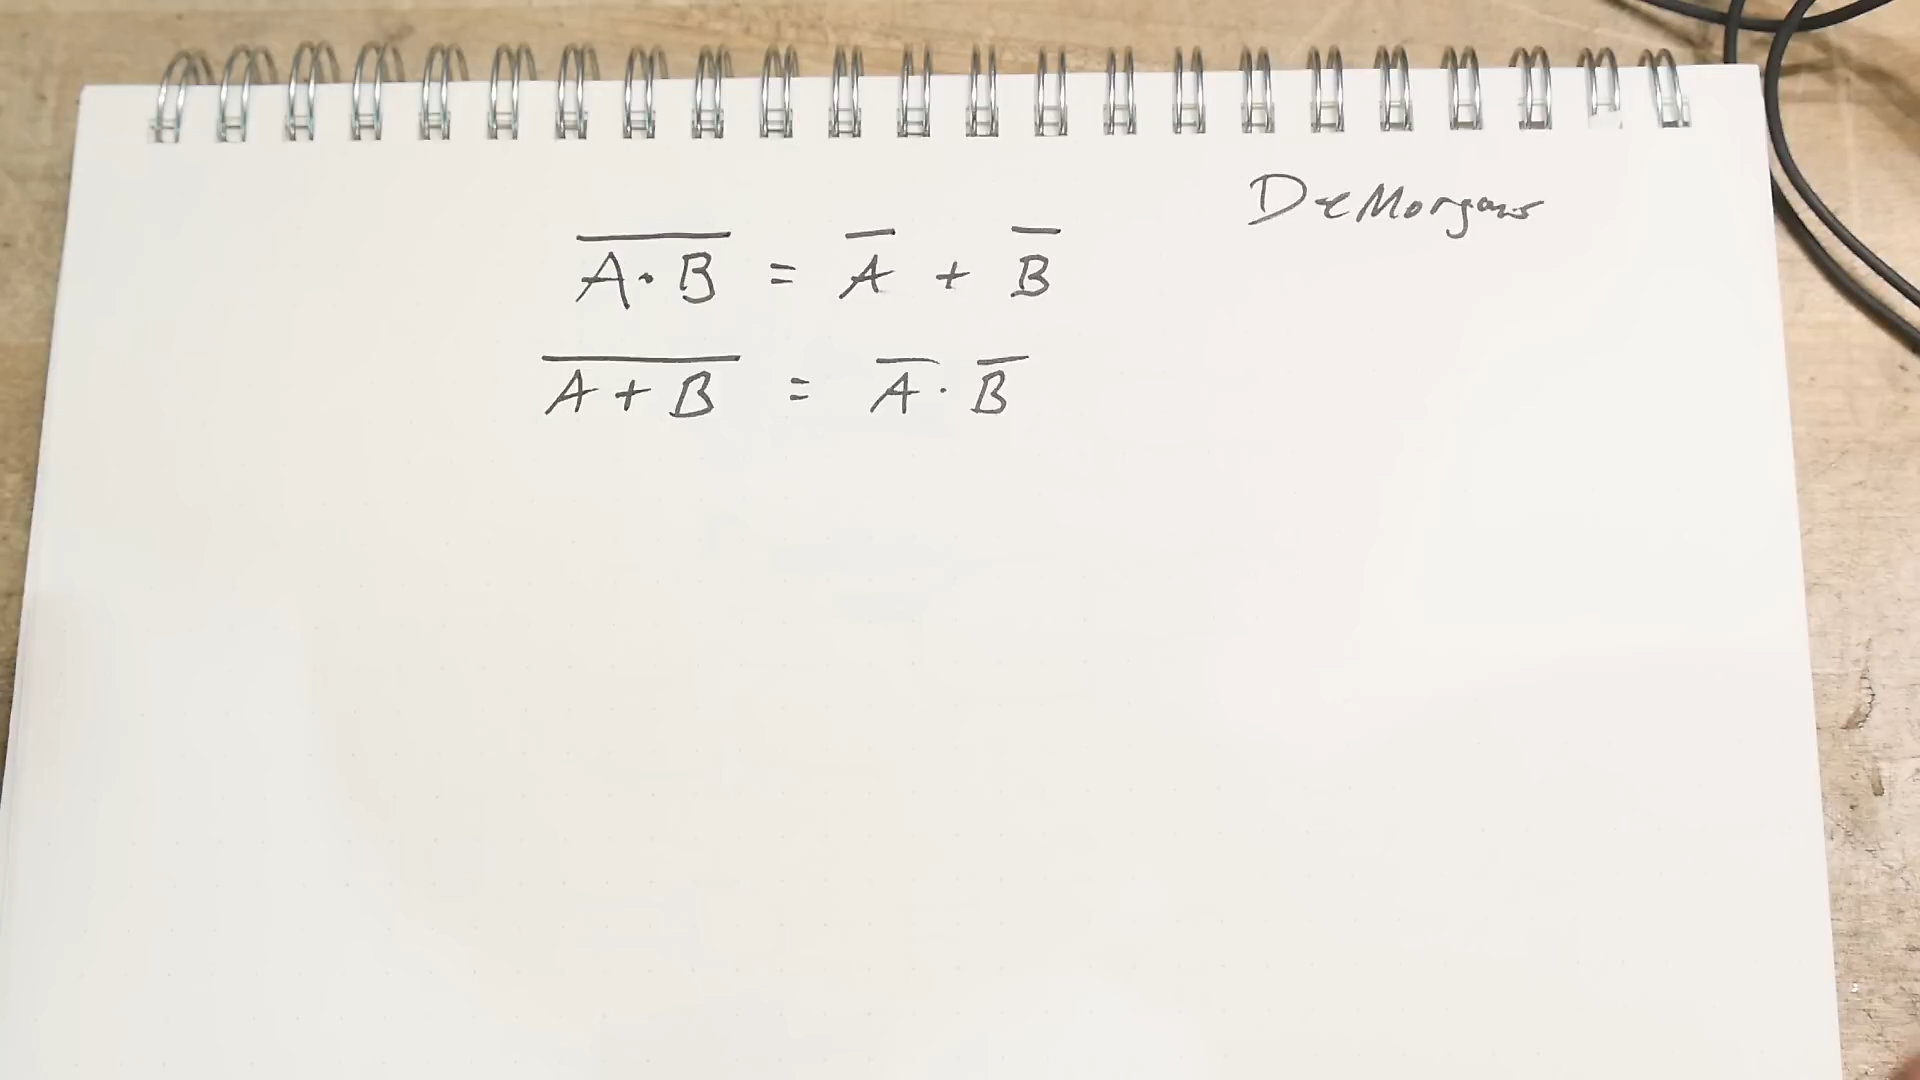 DeMorgans
A̅ ̅·̅ ̅B̅ = A̅ + B̅
A̅ ̅+̅ ̅B̅ = A̅ · B̅